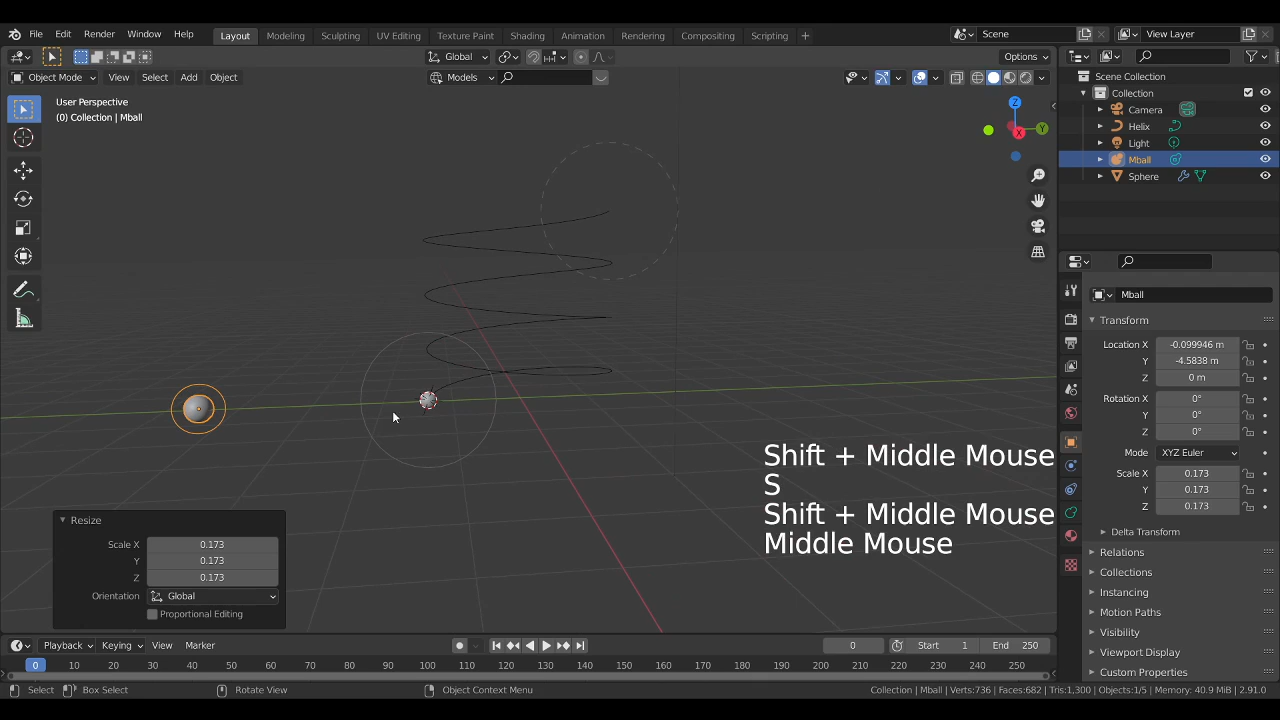 File Edit Render Window Help Layout Modeling Sculpting UV Editing Texture Paint Shading Animation Rendering Compositing Scripting + Scene View Layer
Global Options
Object Mode View Select Add Object Models
User Perspective
(0) Collection | Mball
Z
Y
X
Scene Collection
Collection
Camera
Helix
Light
Mball
Sphere
Mball
Transform
Location X -0.099946 m
Y -4.5838 m
Z 0 m
Rotation X 0°
Y 0°
Z 0°
Mode XYZ Euler
Scale X 0.173
Y 0.173
Z 0.173
Delta Transform
Relations
Collections
Instancing
Motion Paths
Visibility
Viewport Display
Custom Properties
Shift + Middle Mouse
S
Shift + Middle Mouse
Middle Mouse
Resize
Scale X 0.173
Y 0.173
Z 0.173
Orientation Global
Proportional Editing
Playback Keying View Marker 0 Start 1 End 250
0 10 20 30 40 50 60 70 80 90 100 110 120 130 140 150 160 170 180 190 200 210 220 230 240 250
Select Box Select Rotate View Object Context Menu Collection | Mball | Verts:736 | Faces:682 | Tris:1,300 | Objects:1/5 | Memory: 40.9 MiB | 2.91.0